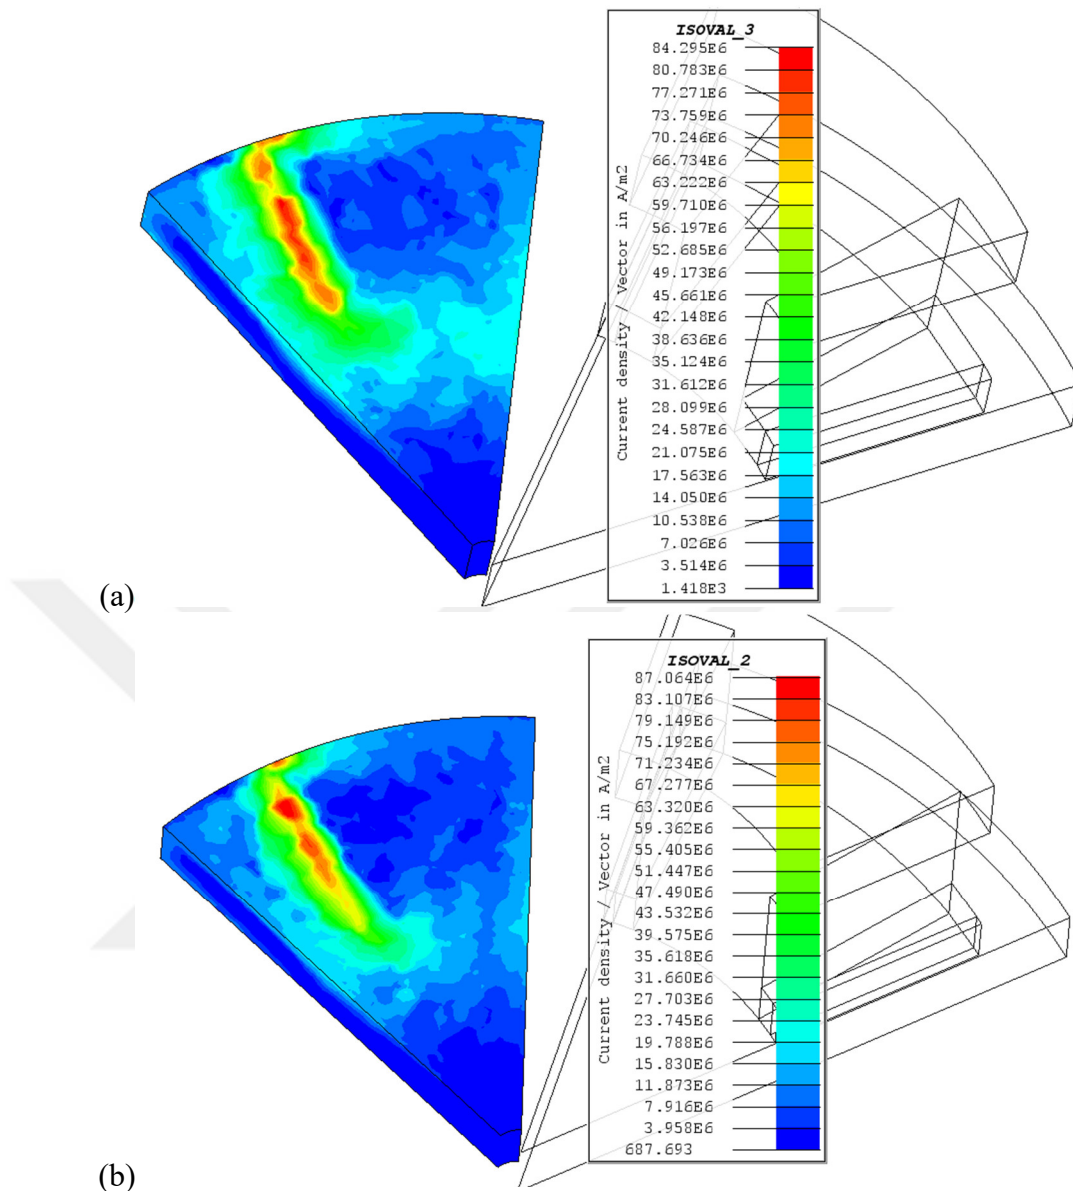 ISOVAL_3
84.295E6
80.783E6
77.271E6
73.759E6
70.246E6
66.734E6
63.222E6
59.710E6
56.197E6
52.685E6
49.173E6
45.661E6
42.148E6
38.636E6
35.124E6
31.612E6
28.099E6
24.587E6
21.075E6
17.563E6
14.050E6
10.538E6
7.026E6
3.514E6
1.418E3
Current density / Vector in A/m2
(a)
ISOVAL_2
87.064E6
83.107E6
79.149E6
75.192E6
71.234E6
67.277E6
63.320E6
59.362E6
55.405E6
51.447E6
47.490E6
43.532E6
39.575E6
35.618E6
31.660E6
27.703E6
23.745E6
19.788E6
15.830E6
11.873E6
7.916E6
3.958E6
687.693
Current density / Vector in A/m2
(b)